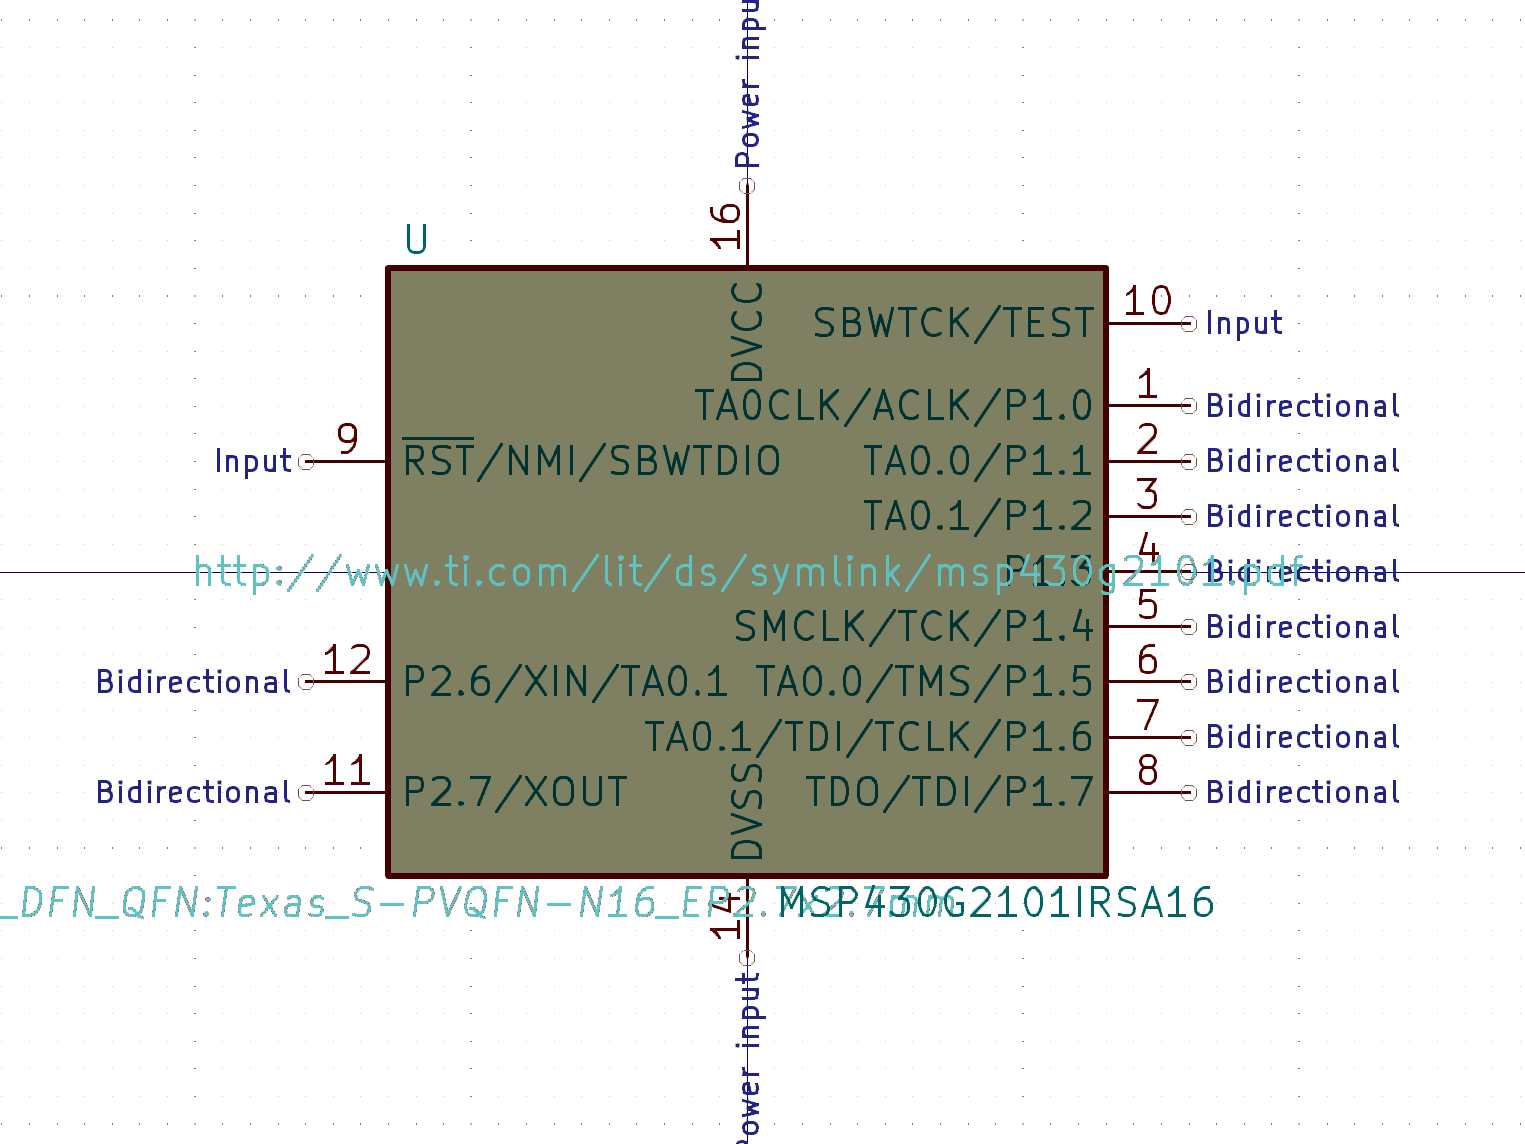 Power input
16
U
DVCC
SBWTCK/TEST 10 Input
TA0CLK/ACLK/P1.0 1 Bidirectional
Input 9 RST/NMI/SBWTDIO TA0.0/P1.1 2 Bidirectional
TA0.1/P1.2 3 Bidirectional
P1.3 4 Bidirectional
http://www.ti.com/lit/ds/symlink/msp430g2101.pdf
SMCLK/TCK/P1.4 5 Bidirectional
Bidirectional 12 P2.6/XIN/TA0.1 TA0.0/TMS/P1.5 6 Bidirectional
TA0.1/TDI/TCLK/P1.6 7 Bidirectional
Bidirectional 11 P2.7/XOUT TDO/TDI/P1.7 8 Bidirectional
DVSS
_DFN_QFN:Texas_S-PVQFN-N16_EP2.7x2.7mm
MSP430G2101IRSA16
14
Power input